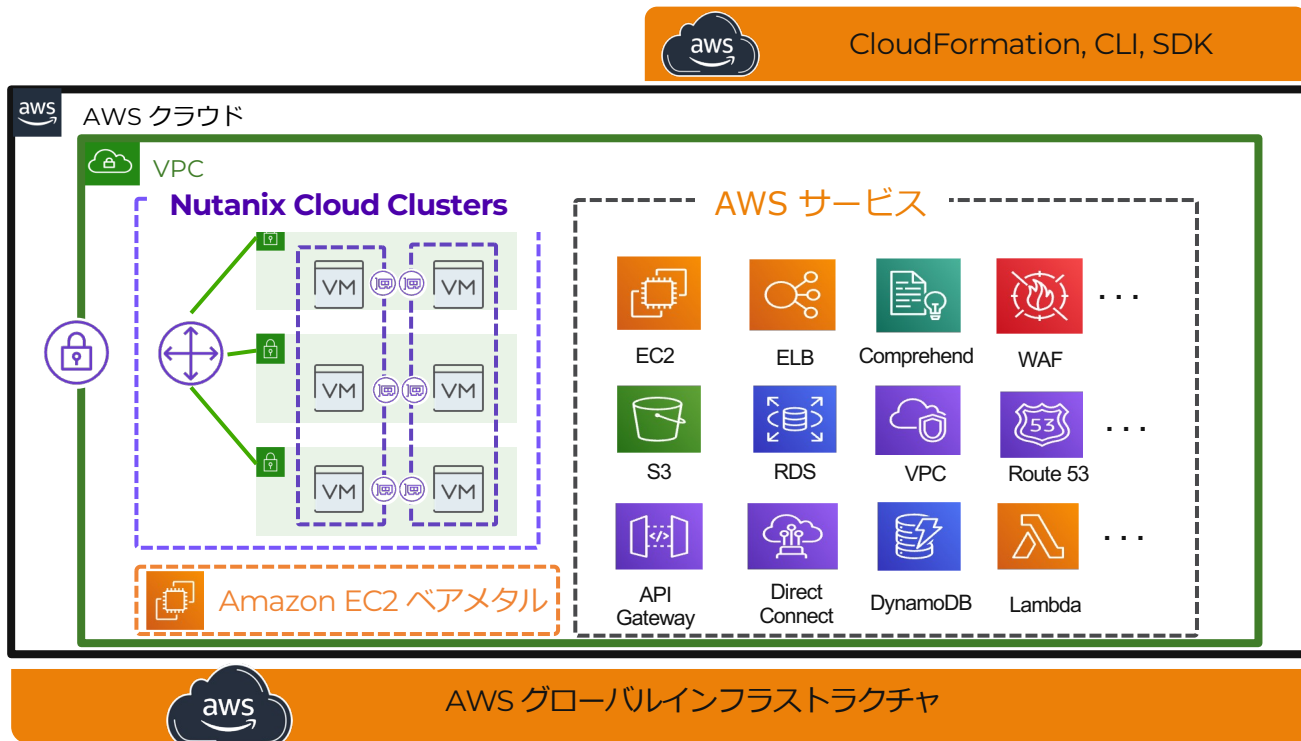 aws
CloudFormation, CLI, SDK
aws
AWS クラウド
VPC
Nutanix Cloud Clusters
VM
VM
VM
VM
VM
VM
Amazon EC2 ベアメタル
AWS サービス
EC2
ELB
Comprehend
WAF
...
S3
RDS
VPC
53
Route 53
...
</>
API
Gateway
Direct
Connect
DynamoDB
Lambda
...
aws
AWS グローバルインフラストラクチャ